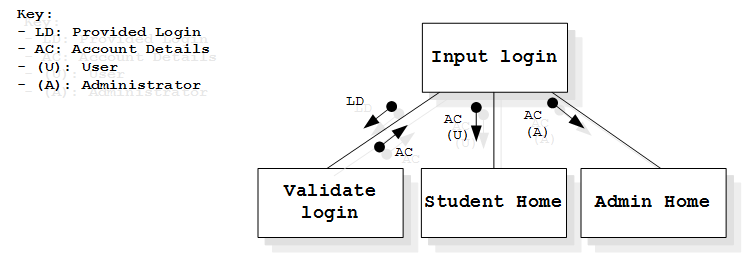 Key:
- LD: Provided Login
- AC: Account Details
- (U): User
- (A): Administrator
Input login
LD
AC
AC
(U)
AC
(A)
Validate
login
Student Home
Admin Home